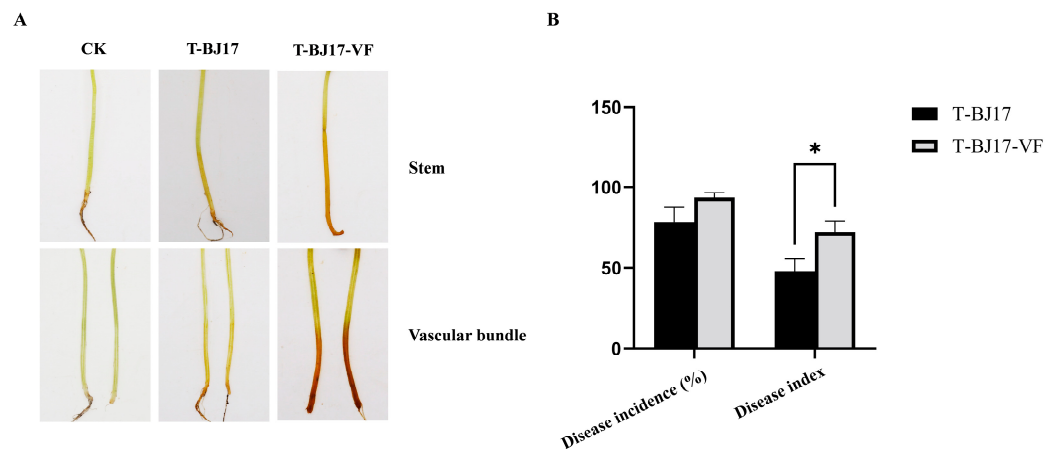 A
CK T-BJ17 T-BJ17-VF
Stem
Vascular bundle
B
150
100
50
0
*
T-BJ17
T-BJ17-VF
Disease incidence (%)
Disease index